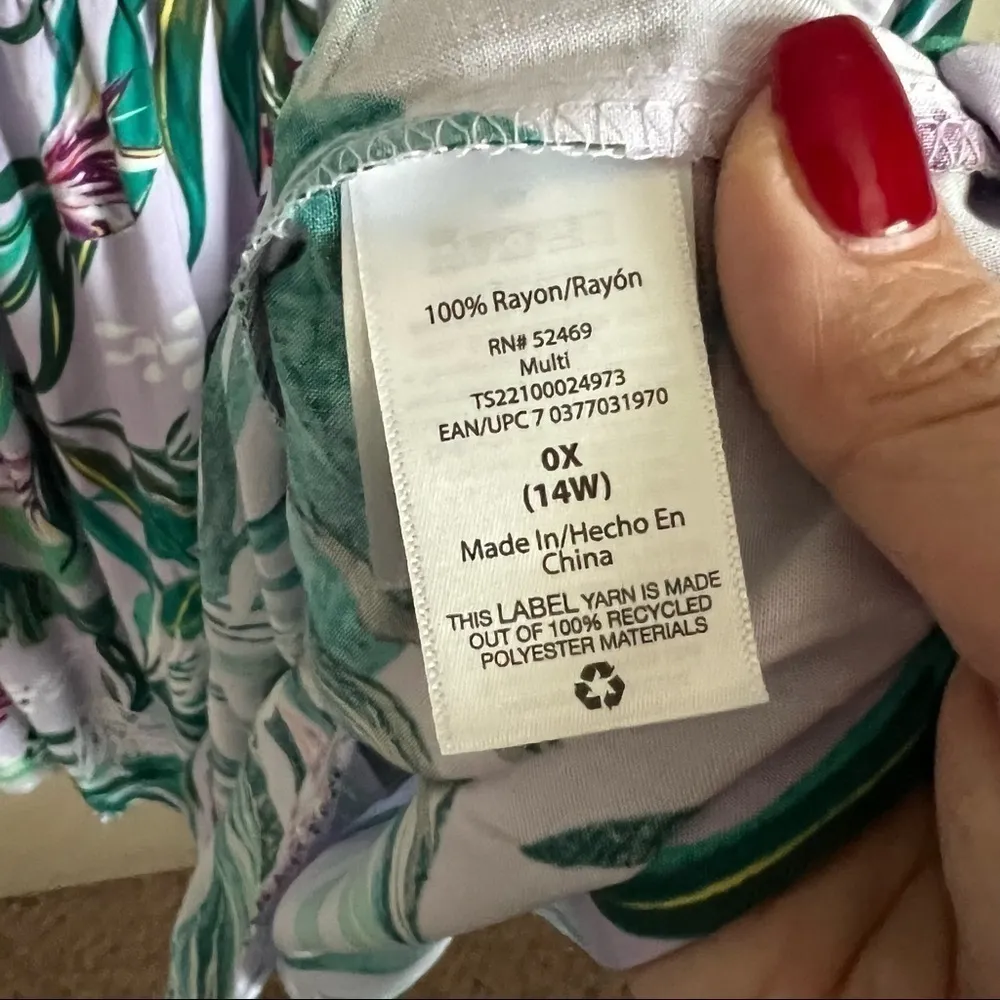 100% Rayon/Rayón
RN# 52469
Multi
TS22100024973
EAN/UPC 7 0377031970
0X
(14W)
Made In/Hecho En
China
THIS LABEL YARN IS MADE
OUT OF 100% RECYCLED
POLYESTER MATERIALS